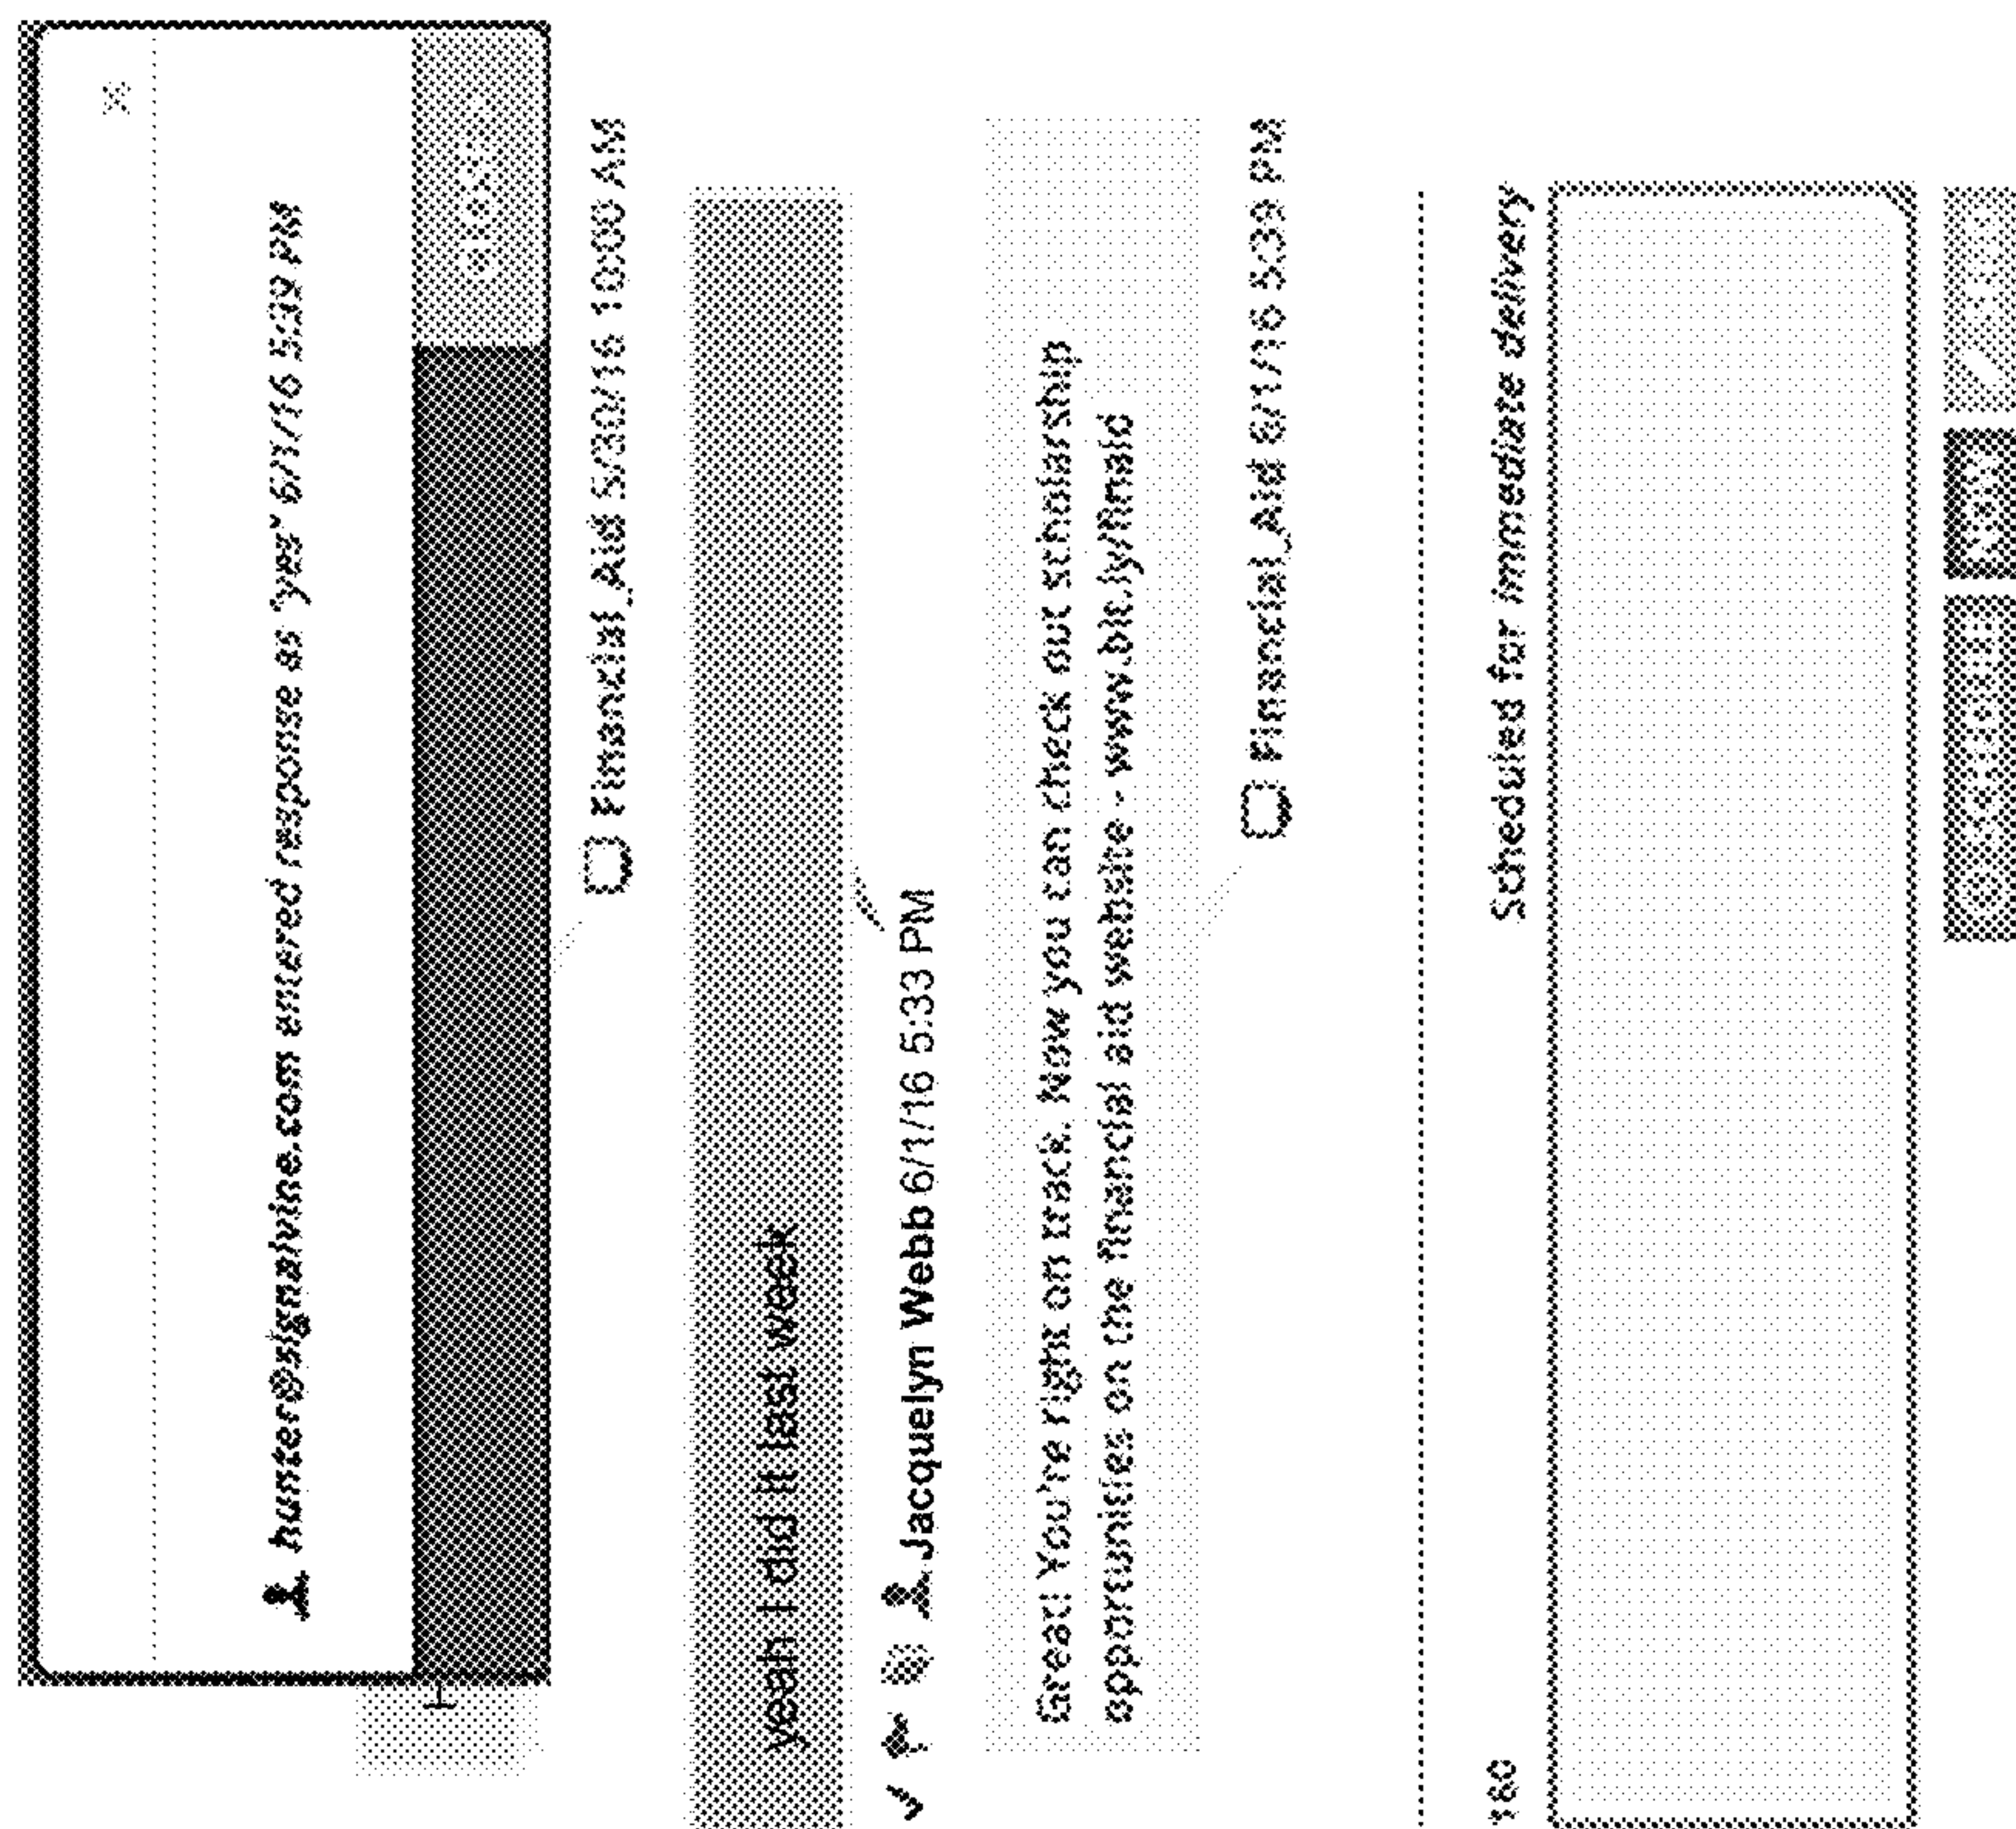 hunter@signalvine.com entered response as "yes" 6/1/16 5:39 PM
Financial_Aid 5/30/16 10:00 AM
yeah I did it last week
Jacquelyn Webb 6/1/16 5:33 PM
Great! You're right on track. Now you can check out scholarship
opportunities on the financial aid website - www.bit.ly/finaid
Financial_Aid 6/1/16 5:39 PM
160 Scheduled for immediate delivery